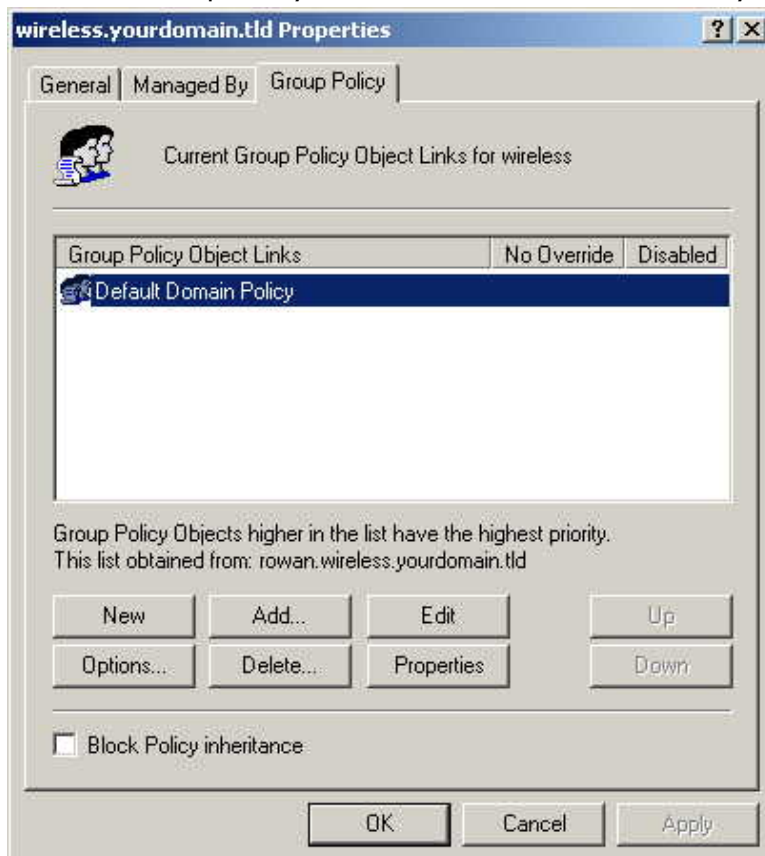 wireless.yourdomain.tld Properties
General Managed By Group Policy
Current Group Policy Object Links for wireless
Group Policy Object Links No Override Disabled
Default Domain Policy
Group Policy Objects higher in the list have the highest priority.
This list obtained from: rowan.wireless.yourdomain.tld
New Add... Edit Up
Options... Delete... Properties Down
Block Policy inheritance
OK Cancel Apply